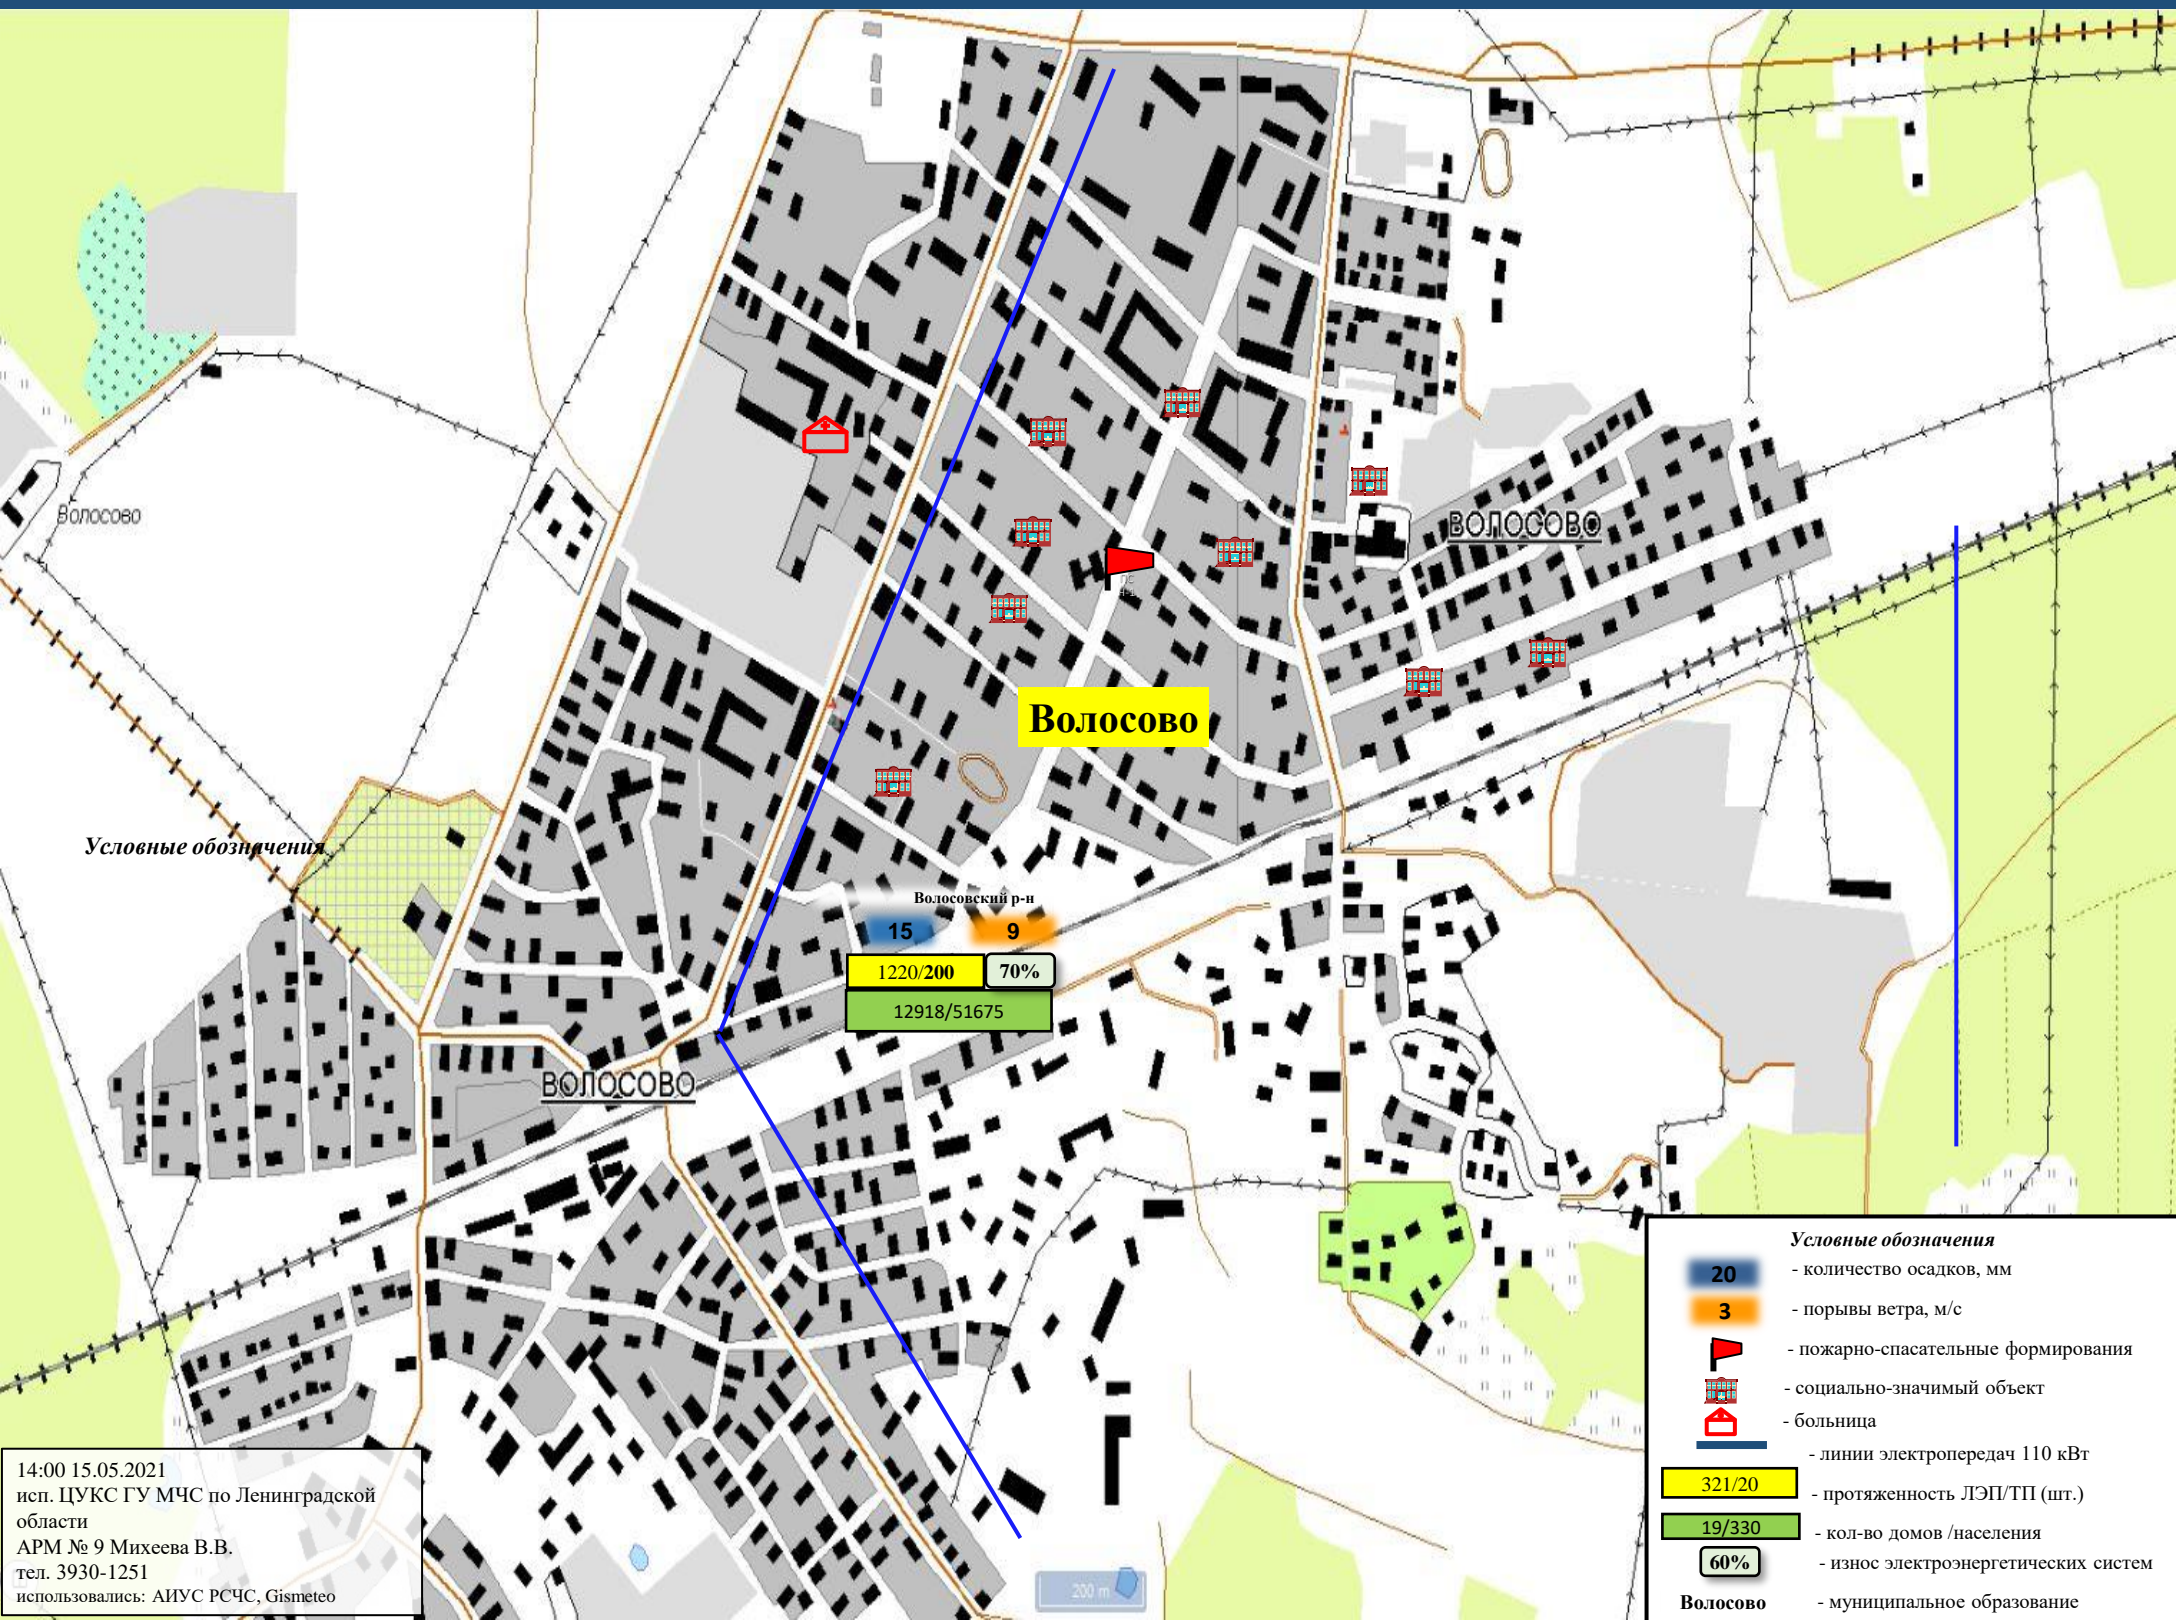 Волосово
ВОЛОСОВО
Волосово
Условные обозначения
Волосовский р-н
15
9
1220/200
70%
12918/51675
ВОЛОСОВО
Условные обозначения
20
- количество осадков, мм
3
- порывы ветра, м/с
- пожарно-спасательные формирования
- социально-значимый объект
- больница
- линии электропередач 110 кВт
321/20
- протяженность ЛЭП/ТП (шт.)
19/330
- кол-во домов /населения
60%
- износ электроэнергетических систем
Волосово
- муниципальное образование
14:00 15.05.2021
исп. ЦУКС ГУ МЧС по Ленинградской
области
АРМ № 9 Михеева В.В.
тел. 3930-1251
использовались: АИУС РСЧС, Gismeteo
200 m